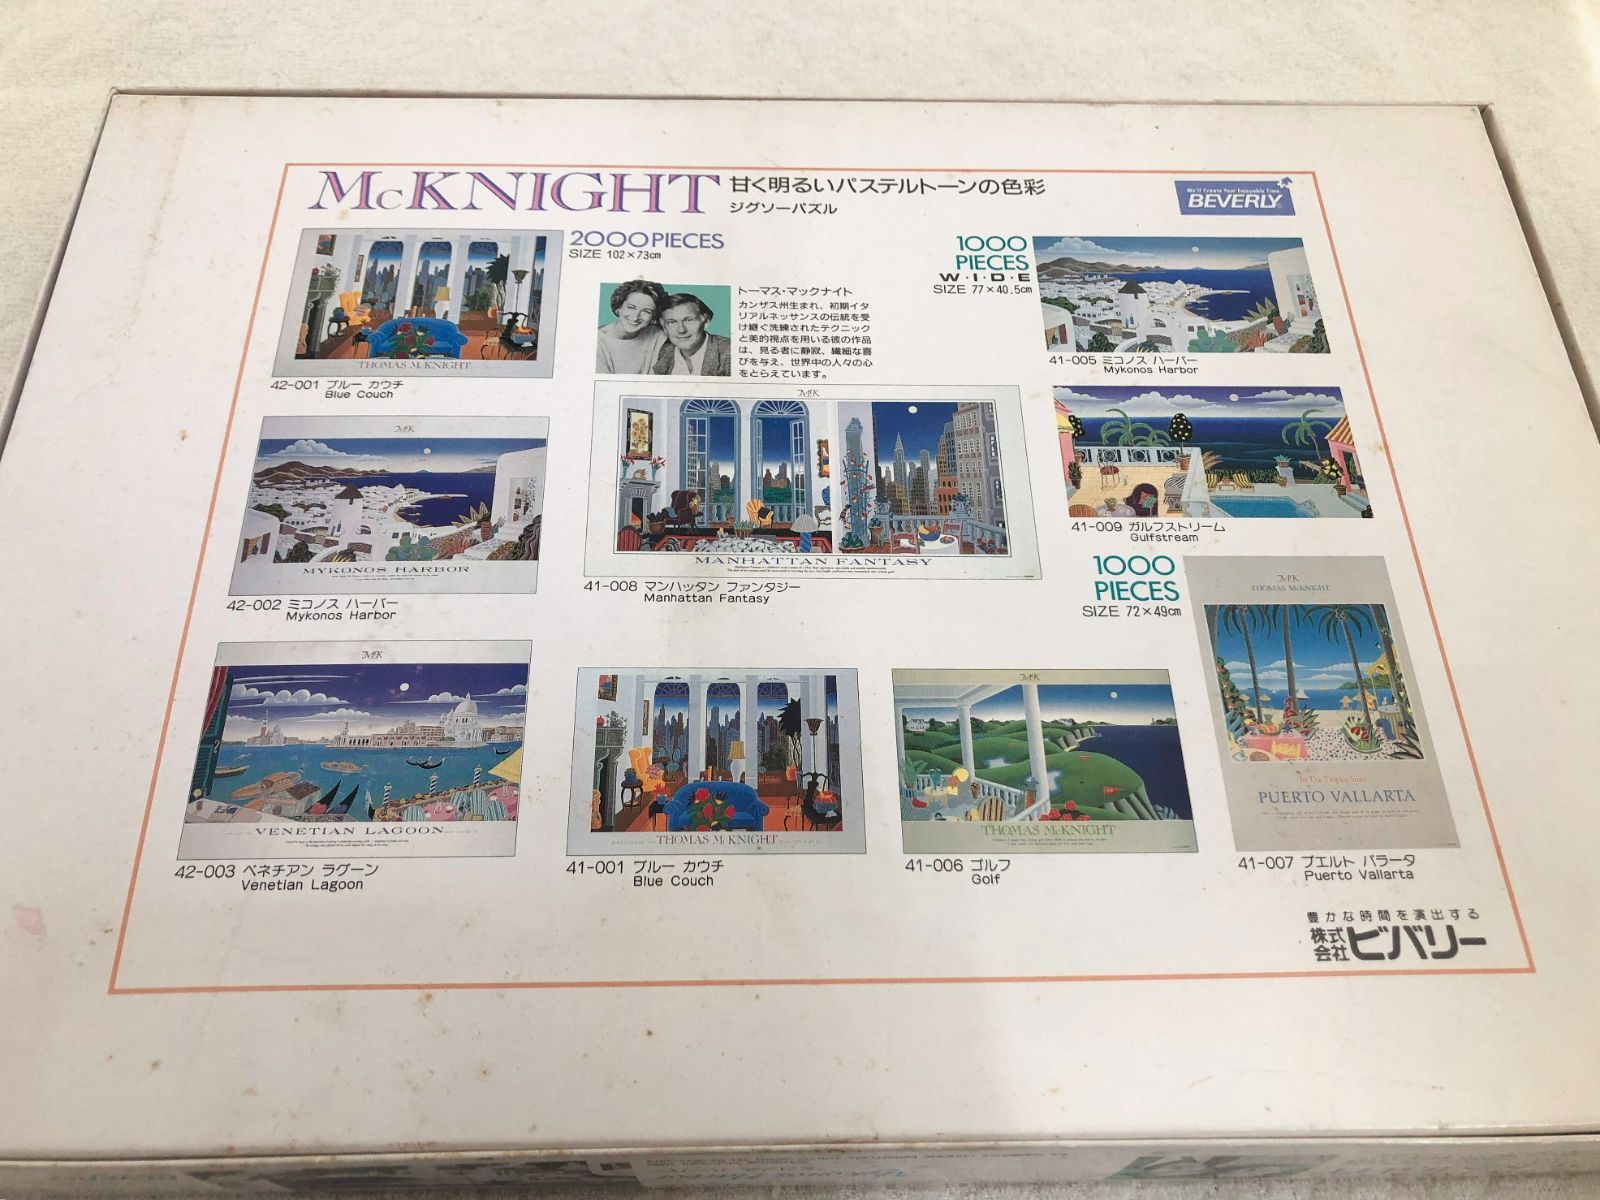 McKNIGHT
甘く明るいパステルトーンの色彩
ジグソーパズル
We'll Create Your Enjoyable Time.
BEVERLY
2000PIECES
SIZE 102×73cm
THOMAS McKNIGHT
42-001 ブルー カウチ
Blue Couch
トーマス・マックナイト
カンザス州生まれ、初期イタ
リアルネッサンスの伝統を受
け継ぐ洗練されたテクニック
と美的視点を用いる彼の作品
は、見る者に静寂、繊細な喜
びを与え、世界中の人々の心
をとらえています。
1000
PIECES
W・I・D・E
SIZE 77×40.5cm
41-005 ミコノス ハーバー
Mykonos Harbor
McK
MYKONOS HARBOR
42-002 ミコノス ハーバー
Mykonos Harbor
McK
MANHATTAN FANTASY
41-008 マンハッタン ファンタジー
Manhattan Fantasy
41-009 ガルフストリーム
Gulfstream
1000
PIECES
SIZE 72×49cm
McK
VENETIAN LAGOON
42-003 ベネチアン ラグーン
Venetian Lagoon
THOMAS McKNIGHT
41-001 ブルー カウチ
Blue Couch
McK
THOMAS McKNIGHT
41-006 ゴルフ
Golf
McK
THOMAS McKNIGHT
In The Tropics Suite
PUERTO VALLARTA
41-007 プエルト バラータ
Puerto Vallarta
豊かな時間を演出する
株式会社ビバリー